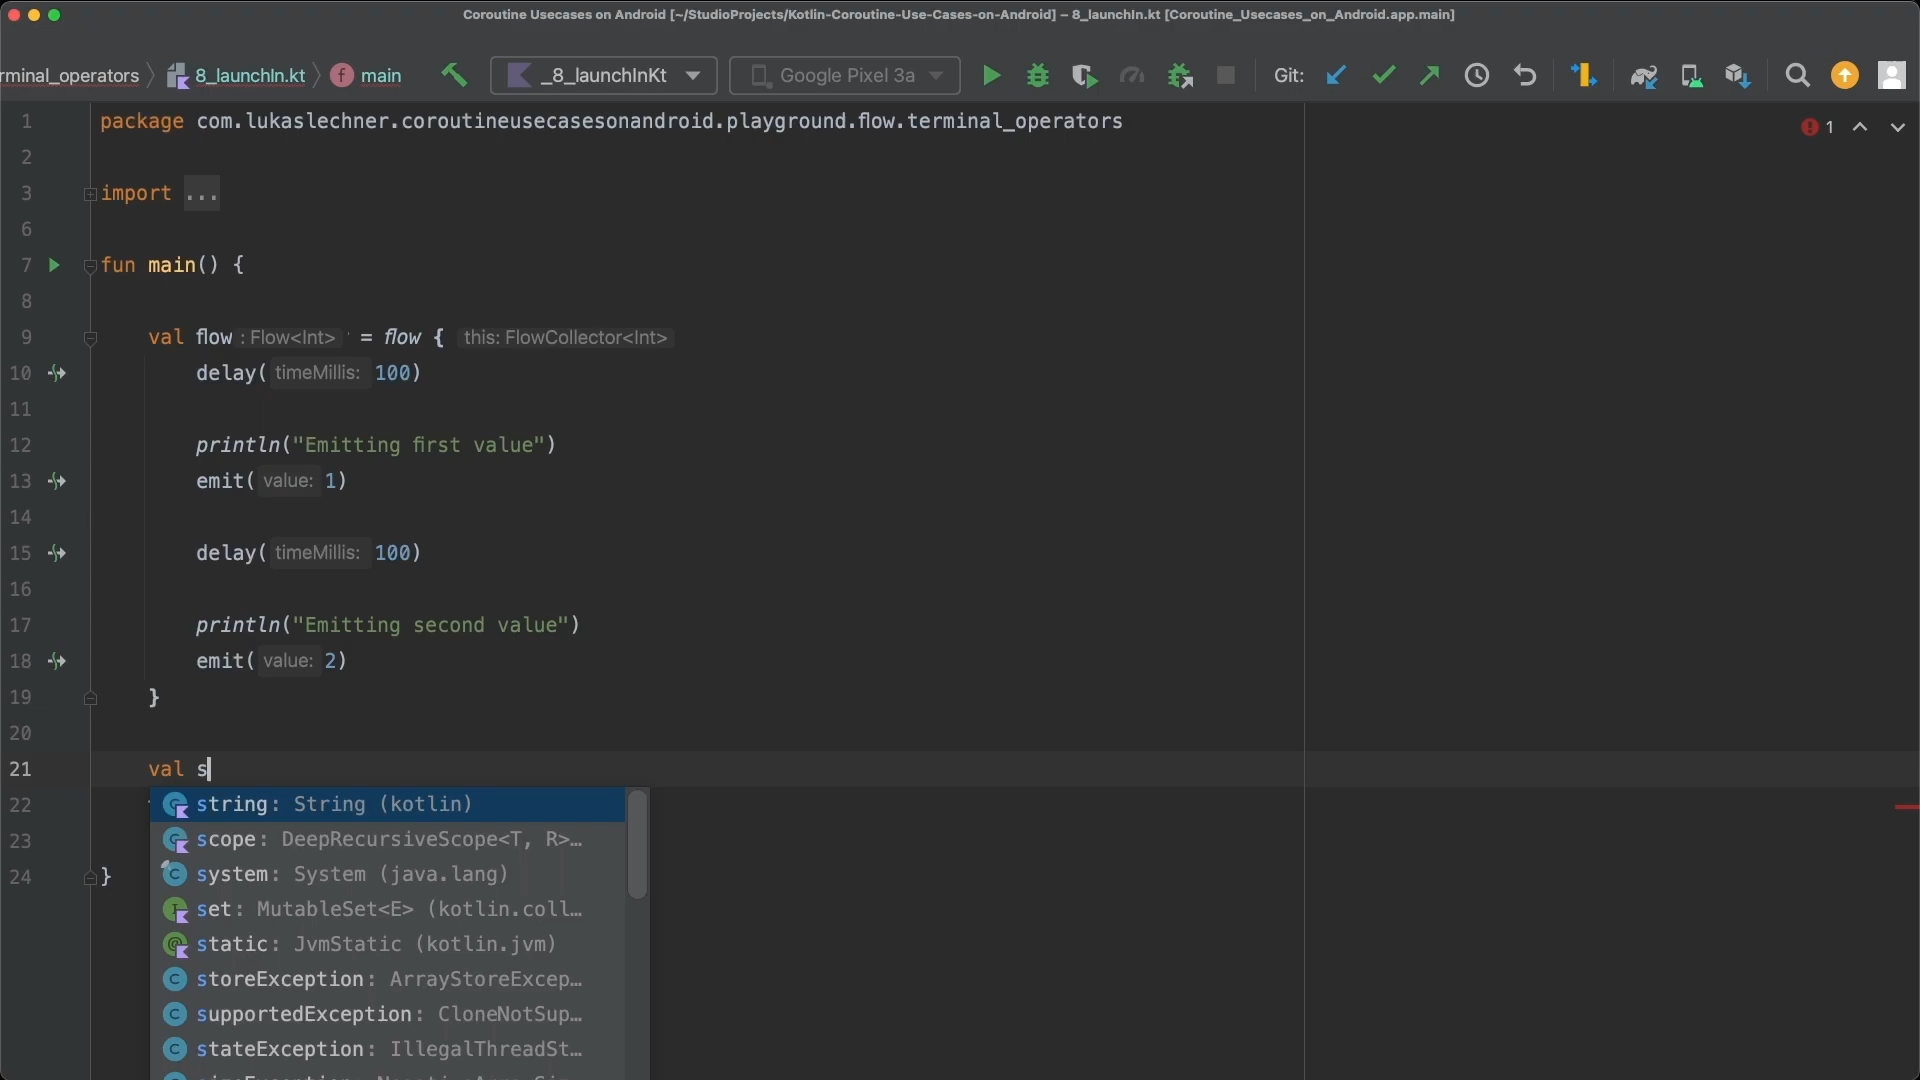 Coroutine Usecases on Android [~/StudioProjects/Kotlin-Coroutine-Use-Cases-on-Android] – 8_launchIn.kt [Coroutine_Usecases_on_Android.app.main]
rminal_operators 8_launchIn.kt f main _8_launchInKt Google Pixel 3a Git:
1 package com.lukaslechner.coroutineusecasesonandroid.playground.flow.terminal_operators
1
2
3 import ...
6
7 fun main() {
8
9 val flow : Flow<Int> = flow { this: FlowCollector<Int>
10 delay( timeMillis: 100)
11
12 println("Emitting first value")
13 emit( value: 1)
14
15 delay( timeMillis: 100)
16
17 println("Emitting second value")
18 emit( value: 2)
19 }
20
21 val s
22
23
24 }
string: String (kotlin)
scope: DeepRecursiveScope<T, R>…
system: System (java.lang)
set: MutableSet<E> (kotlin.coll…
static: JvmStatic (kotlin.jvm)
storeException: ArrayStoreExcep…
supportedException: CloneNotSup…
stateException: IllegalThreadSt…